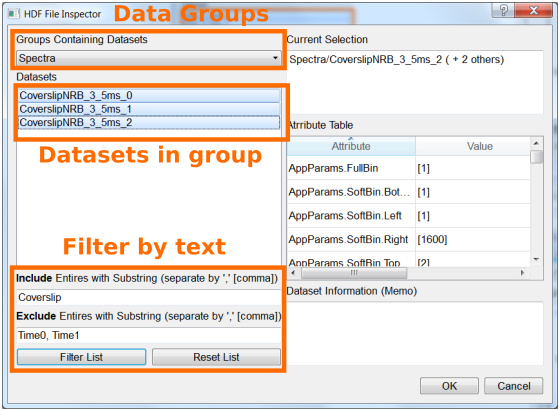 HDF File Inspector
Data Groups
Groups Containing Datasets
Spectra
Datasets
CoverslipNRB_3_5ms_0
CoverslipNRB_3_5ms_1
CoverslipNRB_3_5ms_2
Datasets in group
Filter by text
Include Entires with Substring (separate by ',' [comma])
Coverslip
Exclude Entires with Substring (separate by ',' [comma])
Time0, Time1
Filter List Reset List
Current Selection
Spectra/CoverslipNRB_3_5ms_2 ( + 2 others)
Atrribute Table
Attribute Value
AppParams.FullBin [1]
AppParams.SoftBin.Bot... [1]
AppParams.SoftBin.Left [1]
AppParams.SoftBin.Right [1600]
AppParams.SoftBin.Top [2]
Dataset Information (Memo)
OK Cancel